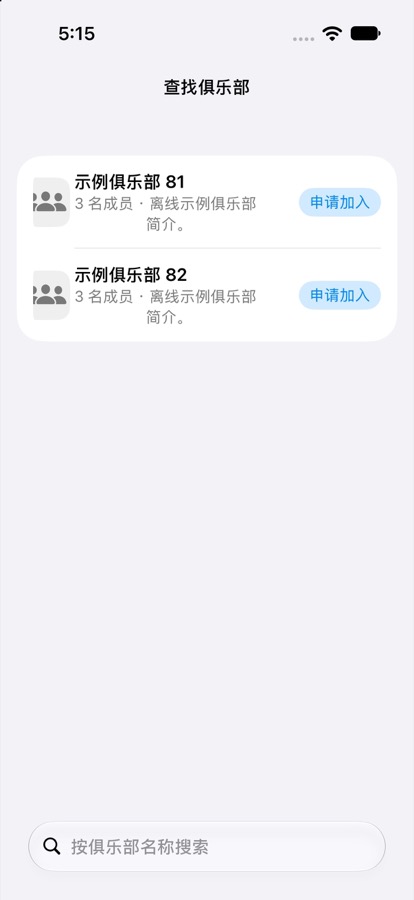 5:15
查找俱乐部
示例俱乐部 81
3 名成员 · 离线示例俱乐部
简介。
申请加入
示例俱乐部 82
3 名成员 · 离线示例俱乐部
简介。
申请加入
按俱乐部名称搜索